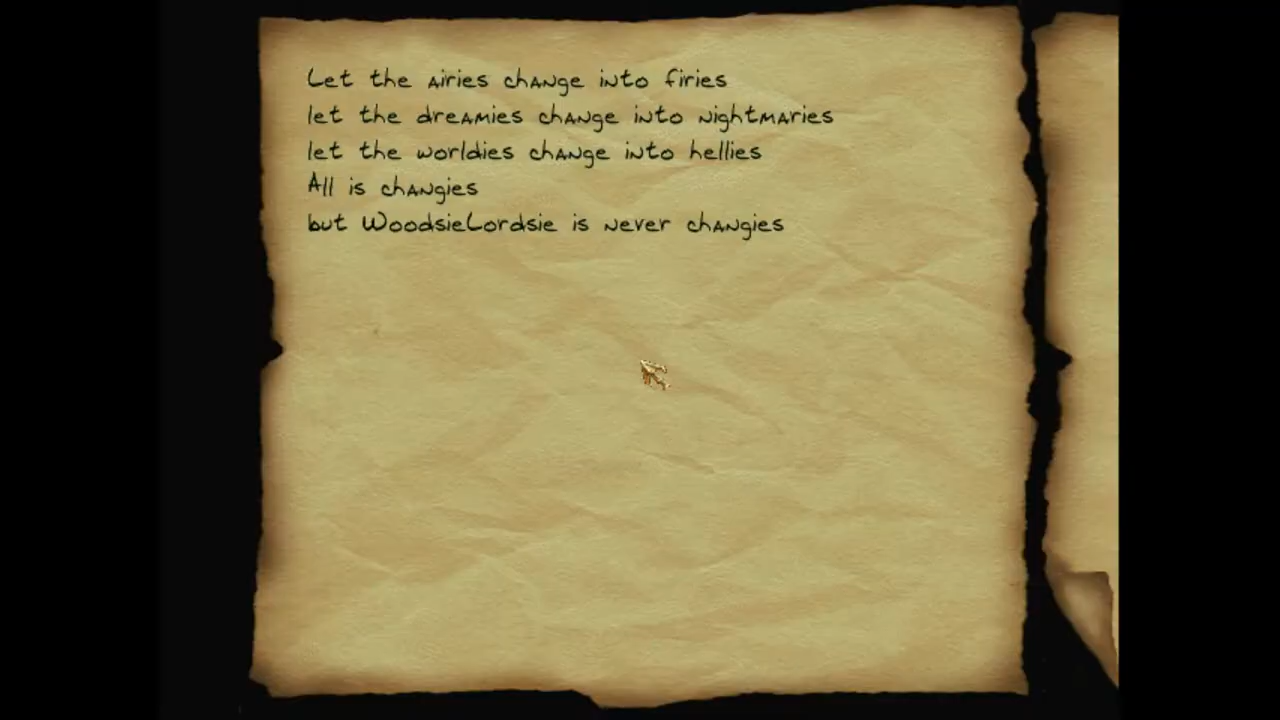 Let the airies change into firies
let the dreamies change into nightmaries
let the worldies change into hellies
All is changies
but WoodsieLordsie is never changies